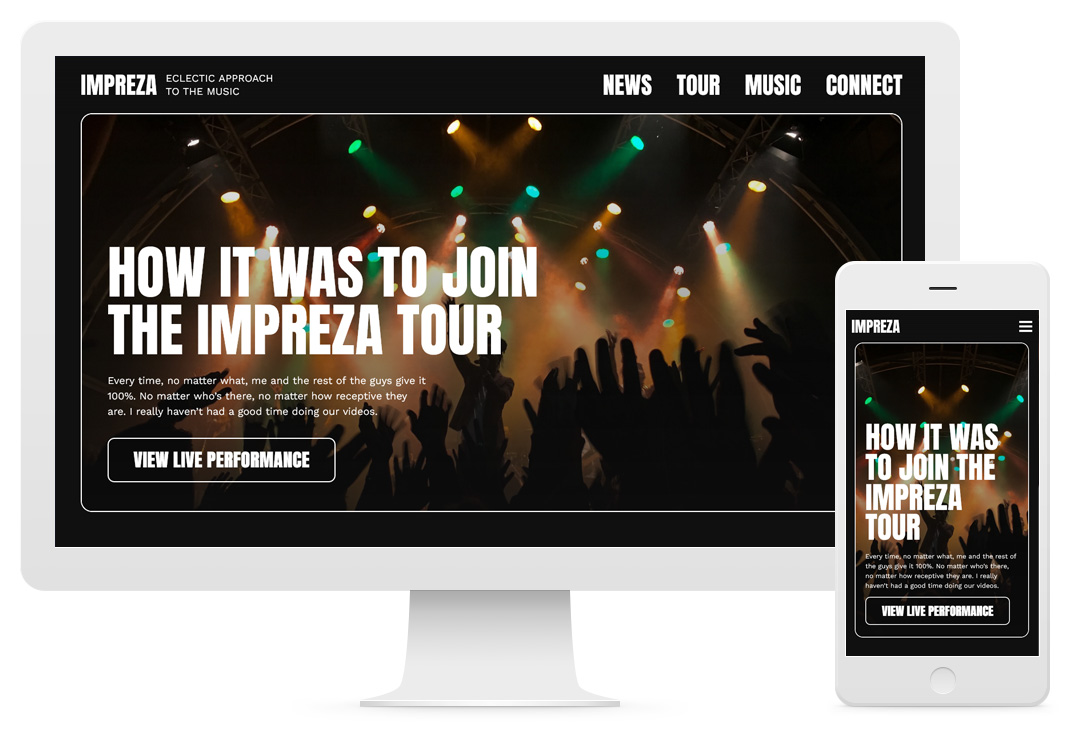 IMPREZA
ECLECTIC APPROACH
TO THE MUSIC
NEWS TOUR MUSIC CONNECT
HOW IT WAS TO JOIN
THE IMPREZA TOUR
Every time, no matter what, me and the rest of the guys give it
100%. No matter who's there, no matter how receptive they
are. I really haven't had a good time doing our videos.
VIEW LIVE PERFORMANCE
IMPREZA
HOW IT WAS
TO JOIN THE
IMPREZA
TOUR
Every time, no matter what, me and the rest of
the guys give it 100%. No matter who's there,
no matter how receptive they are. I really
haven't had a good time doing our videos.
VIEW LIVE PERFORMANCE